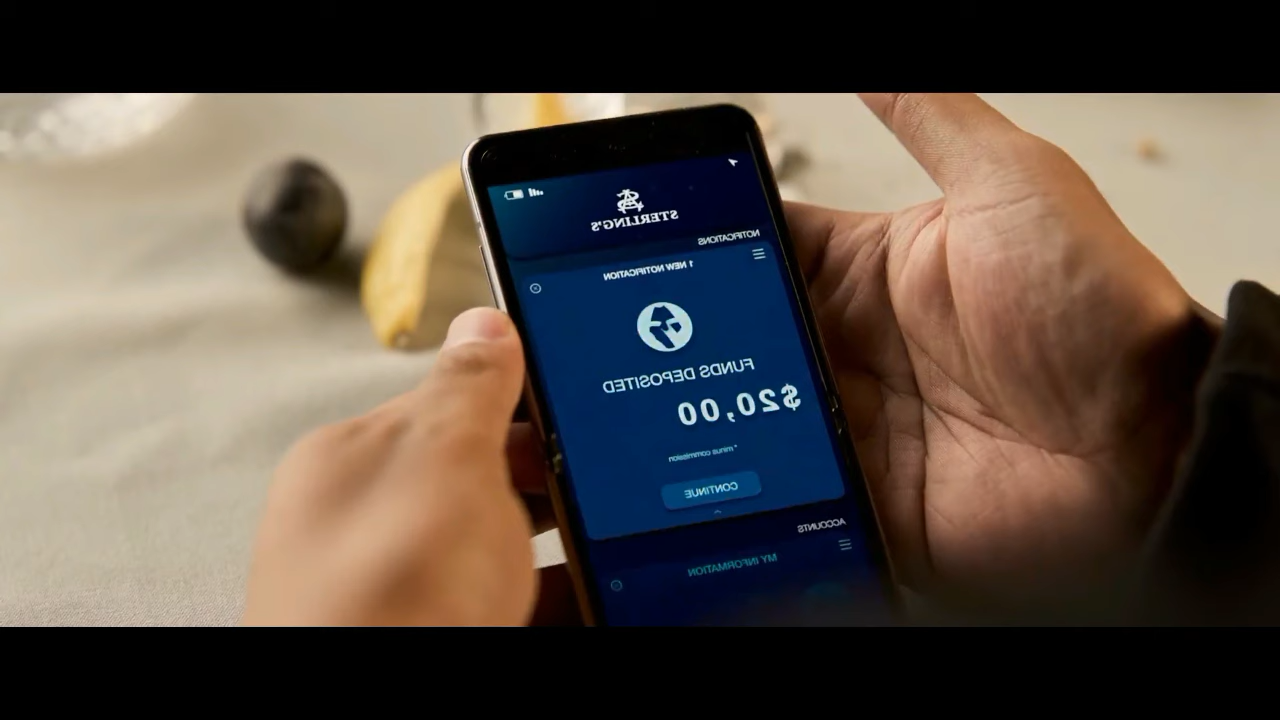 STERLING'S
NOTIFICATIONS
1 NEW NOTIFICATION
FUNDS DEPOSITED
$20,00
* minus commission
CONTINUE
ACCOUNTS
MY INFORMATION